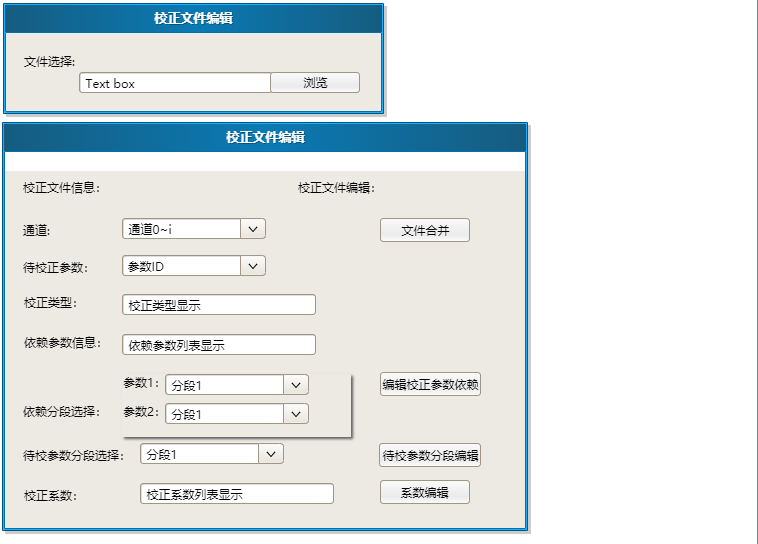 校正文件编辑
文件选择:
Text box 浏览
校正文件编辑
校正文件信息: 校正文件编辑:
通道: 通道0~i 文件合并
待校正参数: 参数ID
校正类型: 校正类型显示
依赖参数信息: 依赖参数列表显示
参数1: 分段1 编辑校正参数依赖
依赖分段选择: 参数2: 分段1
待校参数分段选择: 分段1 待校参数分段编辑
校正系数: 校正系数列表显示 系数编辑